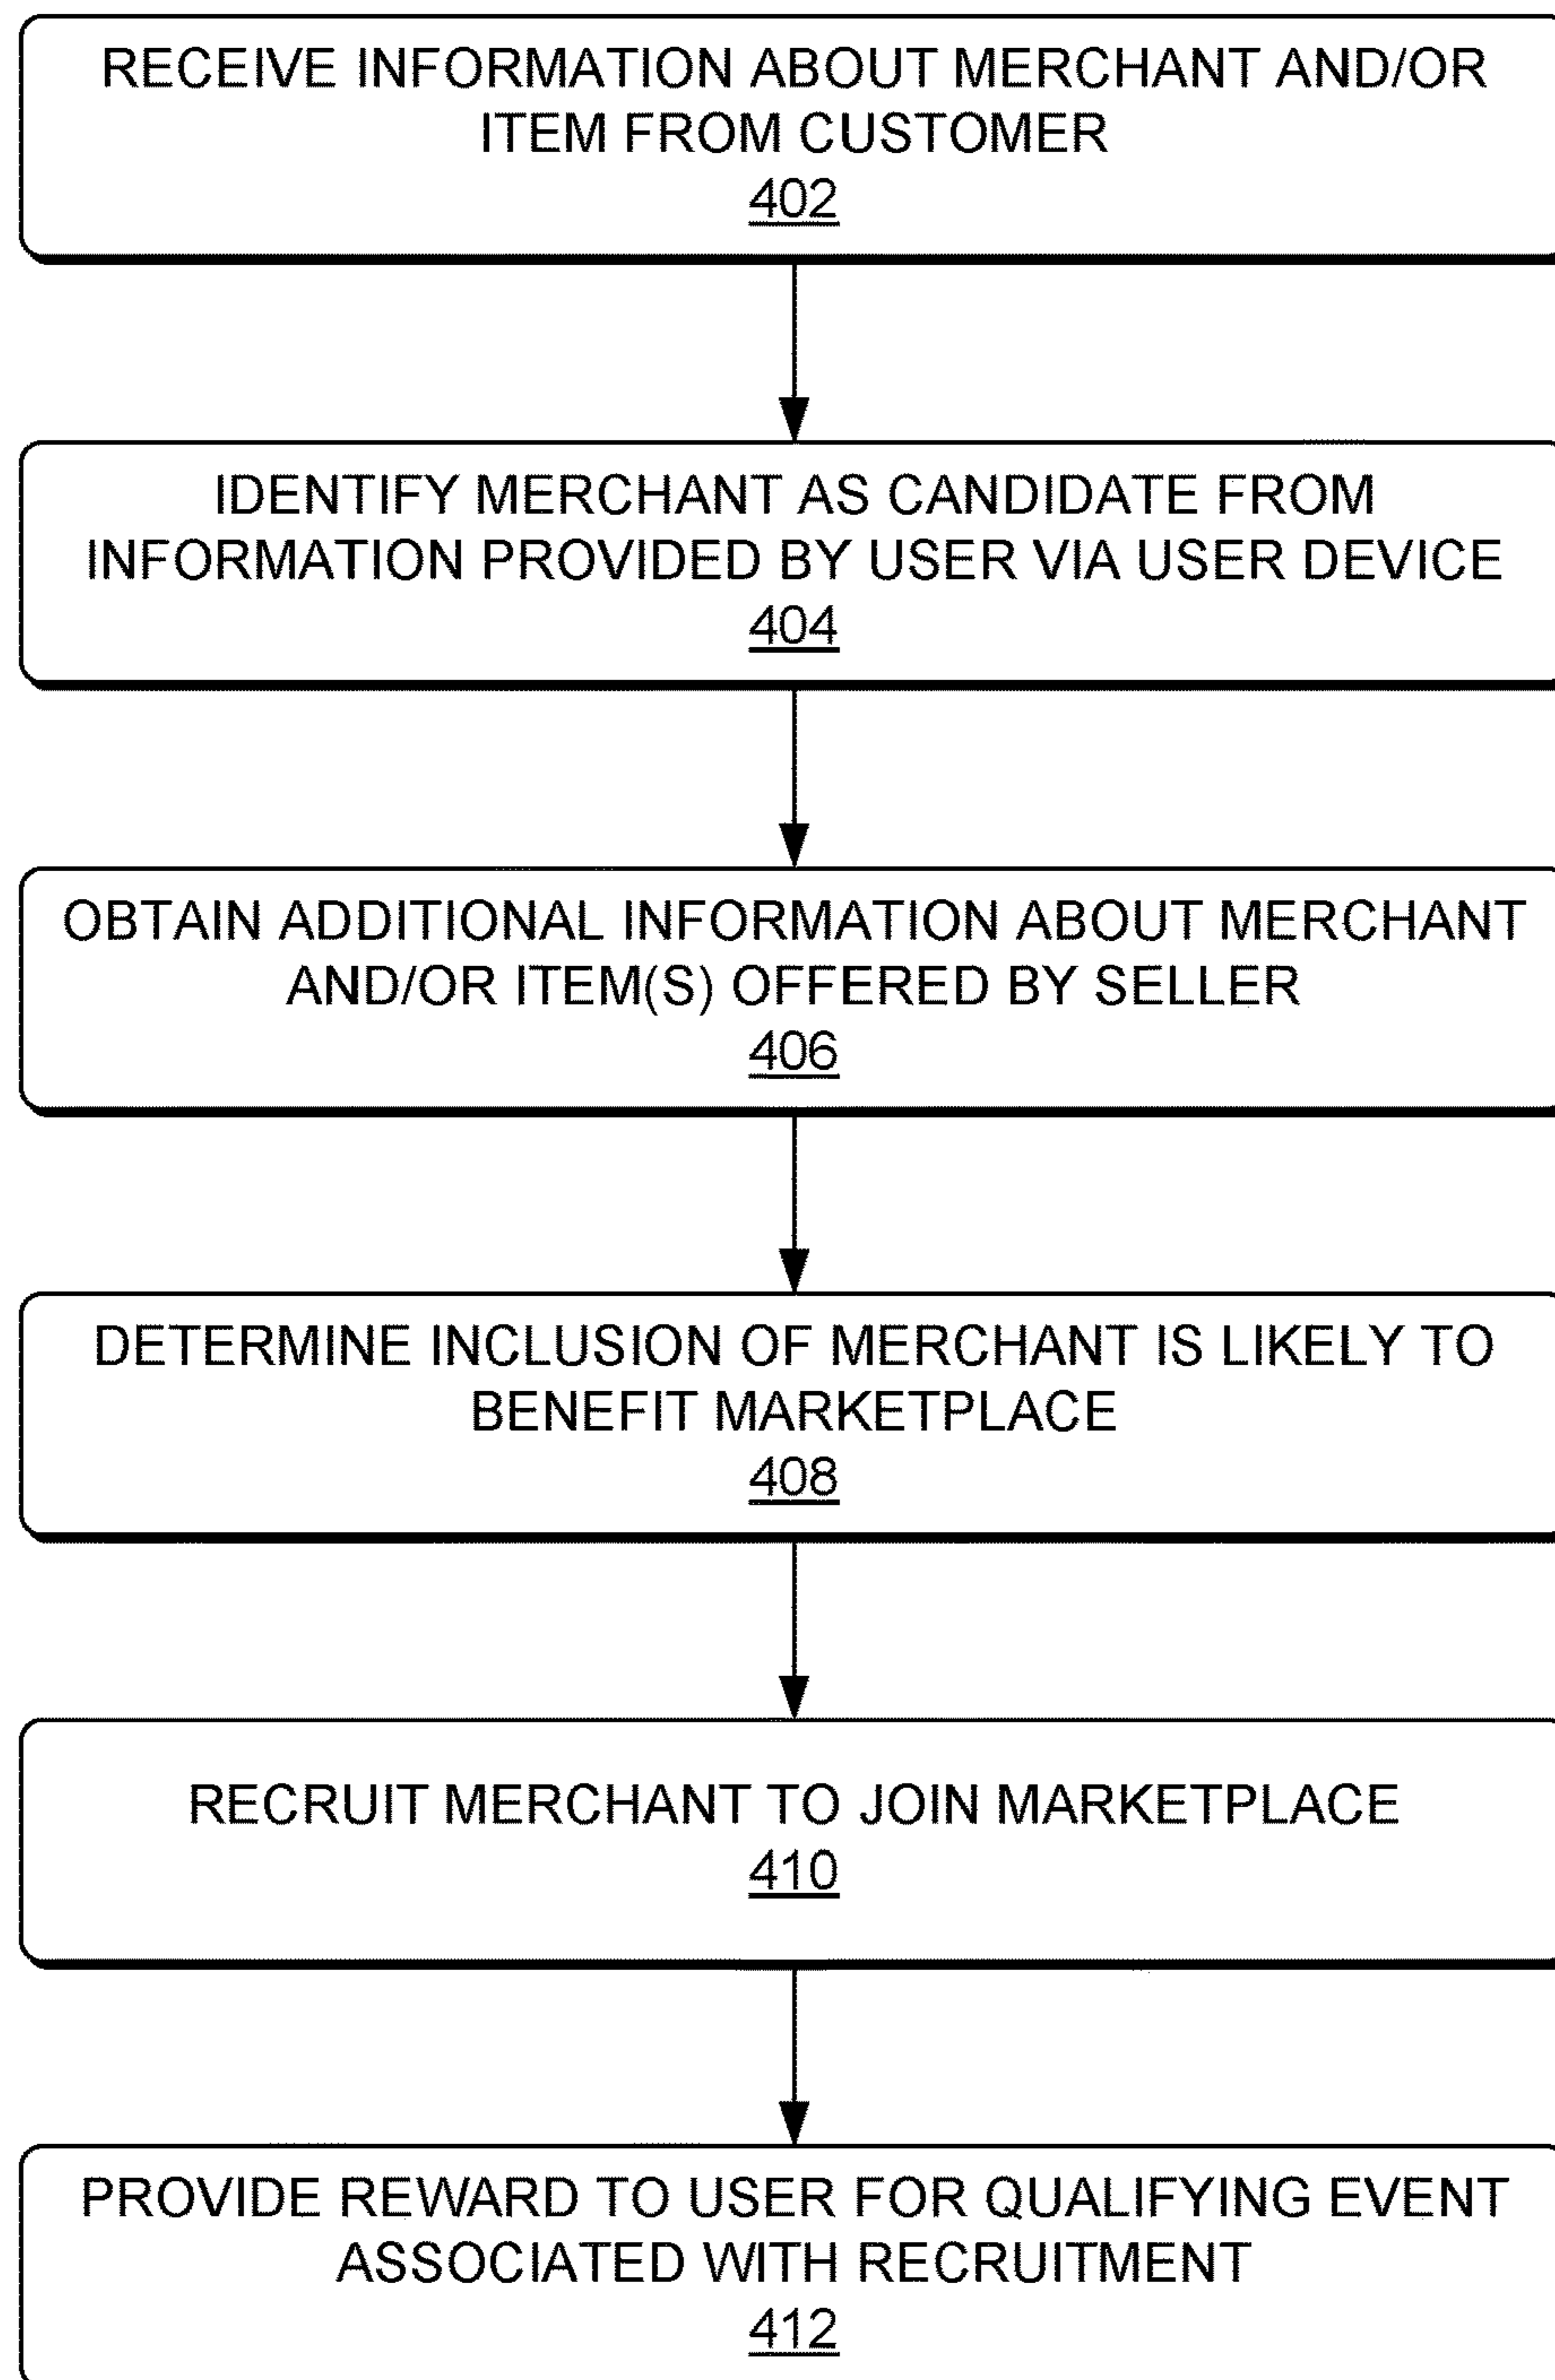 RECEIVE INFORMATION ABOUT MERCHANT AND/OR
ITEM FROM CUSTOMER
402
IDENTIFY MERCHANT AS CANDIDATE FROM
INFORMATION PROVIDED BY USER VIA USER DEVICE
404
OBTAIN ADDITIONAL INFORMATION ABOUT MERCHANT
AND/OR ITEM(S) OFFERED BY SELLER
406
DETERMINE INCLUSION OF MERCHANT IS LIKELY TO
BENEFIT MARKETPLACE
408
RECRUIT MERCHANT TO JOIN MARKETPLACE
410
PROVIDE REWARD TO USER FOR QUALIFYING EVENT
ASSOCIATED WITH RECRUITMENT
412